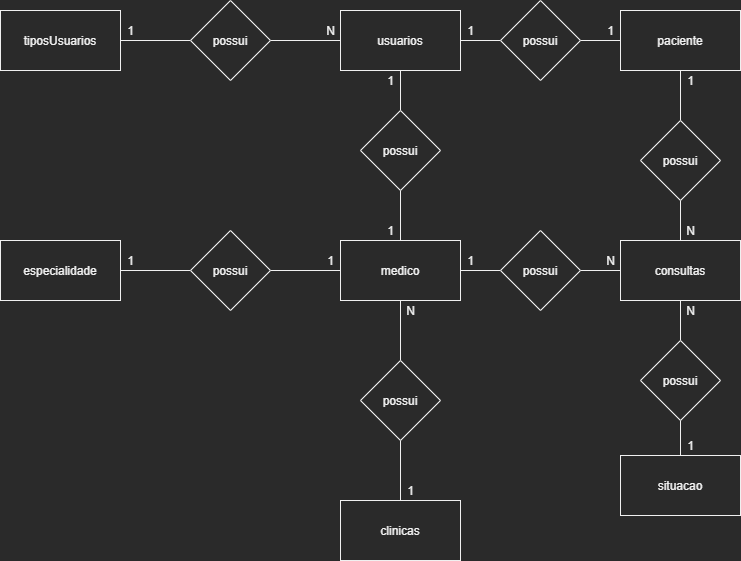 tiposUsuarios 1 possui N usuarios 1 possui 1 paciente
1 1
possui possui
1 N
especialidade 1 possui 1 medico 1 possui N consultas
N N
possui possui
1
situacao
1
clinicas